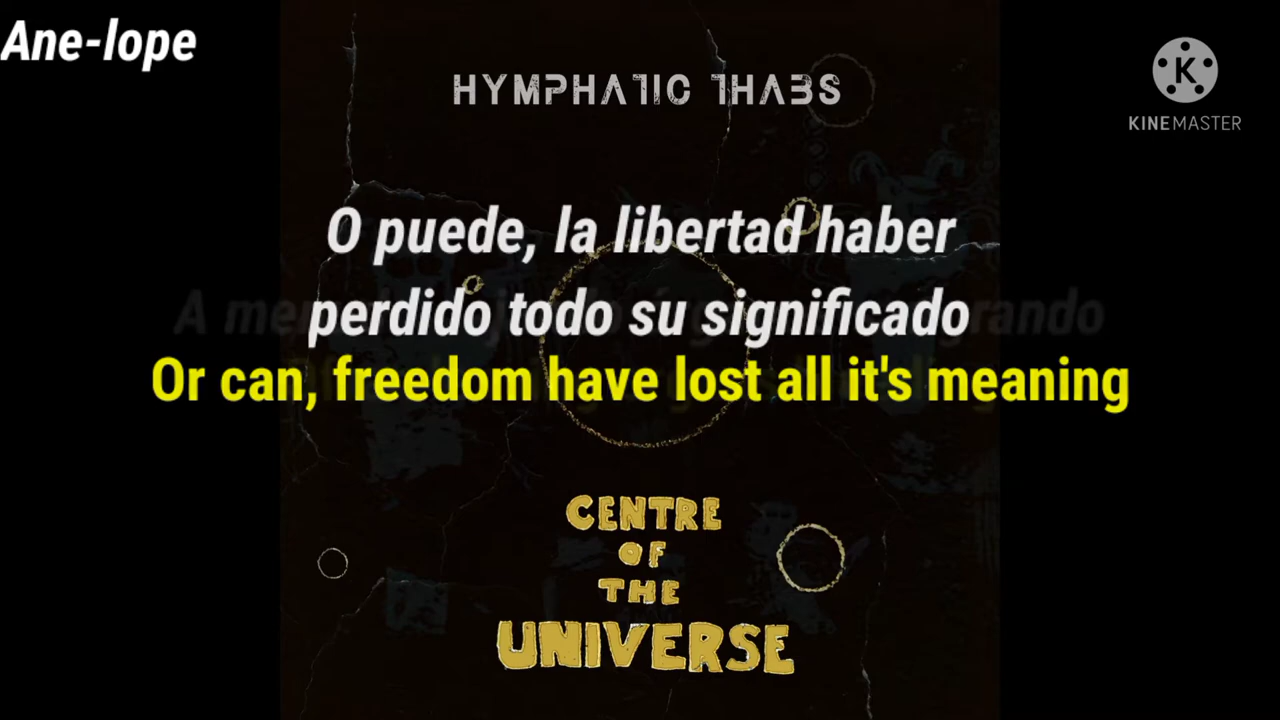 Ane-lope
HYMPHATIC THABS
KINEMASTER
O puede, la libertad haber
perdido todo su significado
Or can, freedom have lost all it's meaning
CENTRE
OF
THE
UNIVERSE